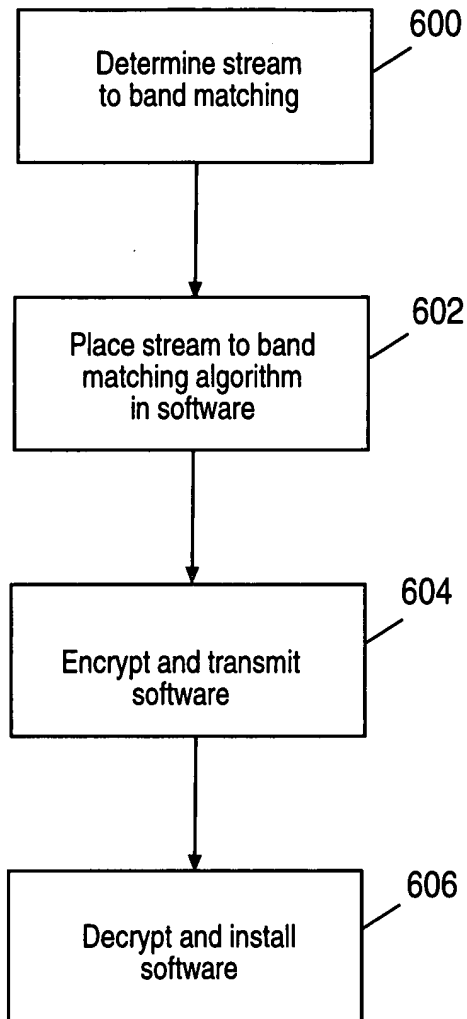 600
Determine stream
to band matching
602
Place stream to band
matching algorithm
in software
604
Encrypt and transmit
software
606
Decrypt and install
software